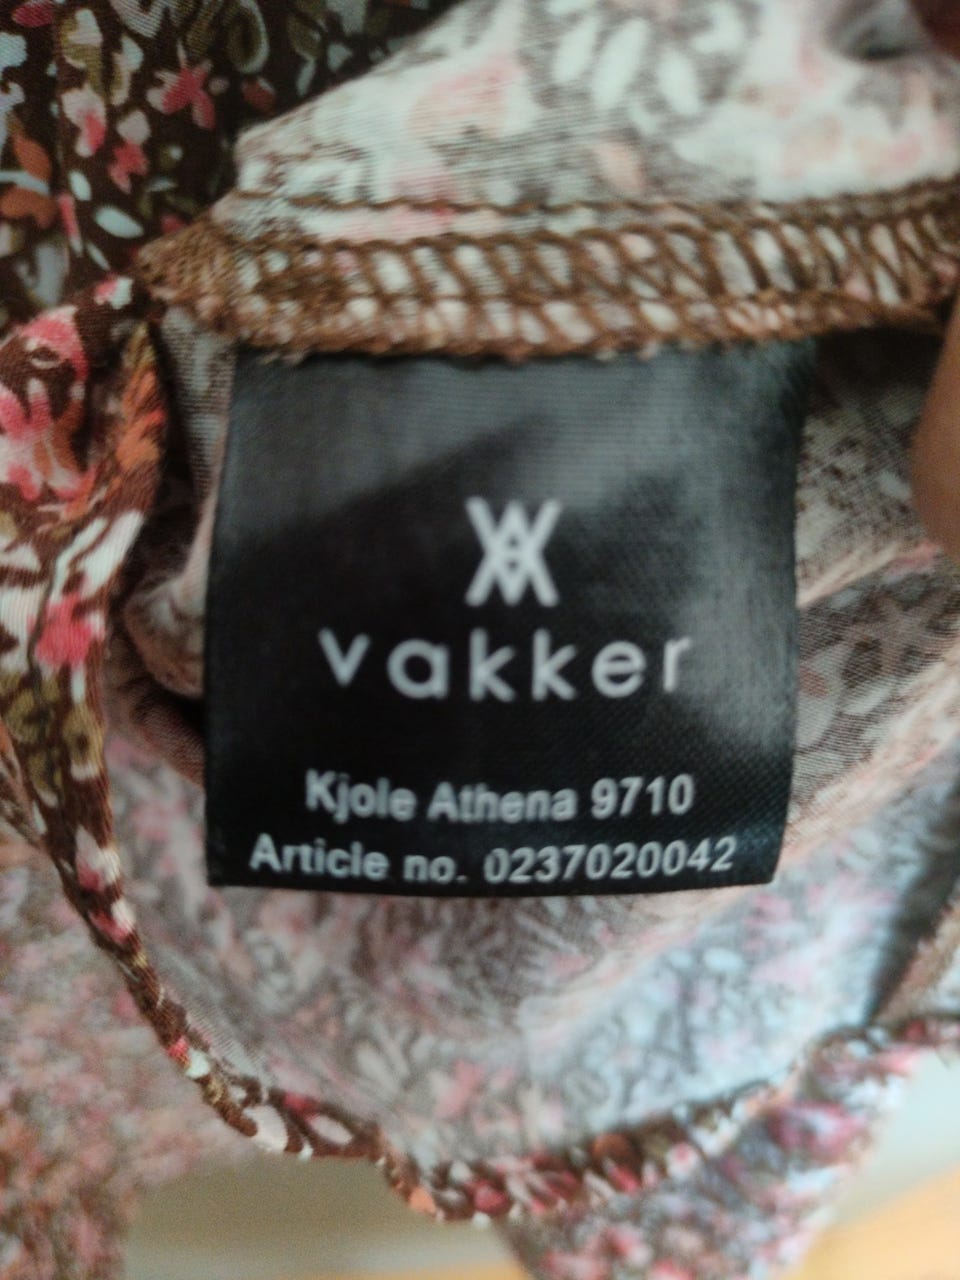 vakker
Kjole Athena 9710
Article no. 0237020042